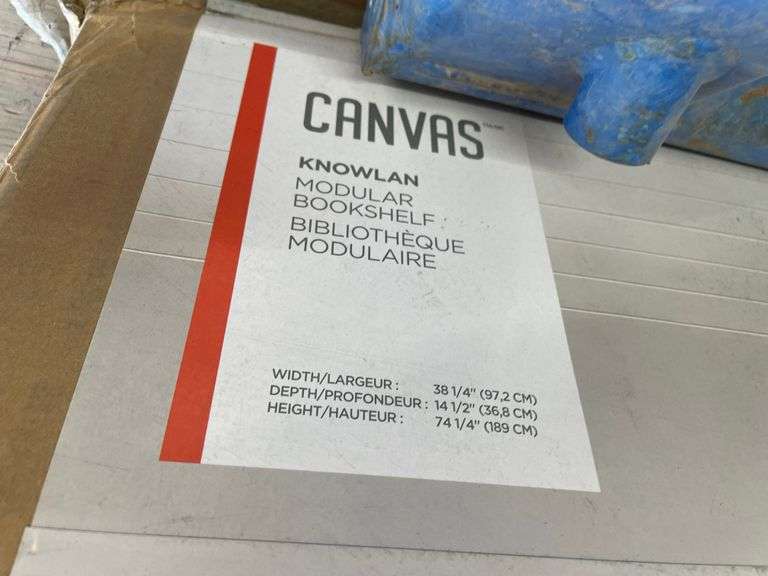 CANVAS
KNOWLAN
MODULAR
BOOKSHELF
BIBLIOTHÈQUE
MODULAIRE
WIDTH/LARGEUR : 38 1/4" (97,2 CM)
DEPTH/PROFONDEUR : 14 1/2" (36,8 CM)
HEIGHT/HAUTEUR : 74 1/4" (189 CM)